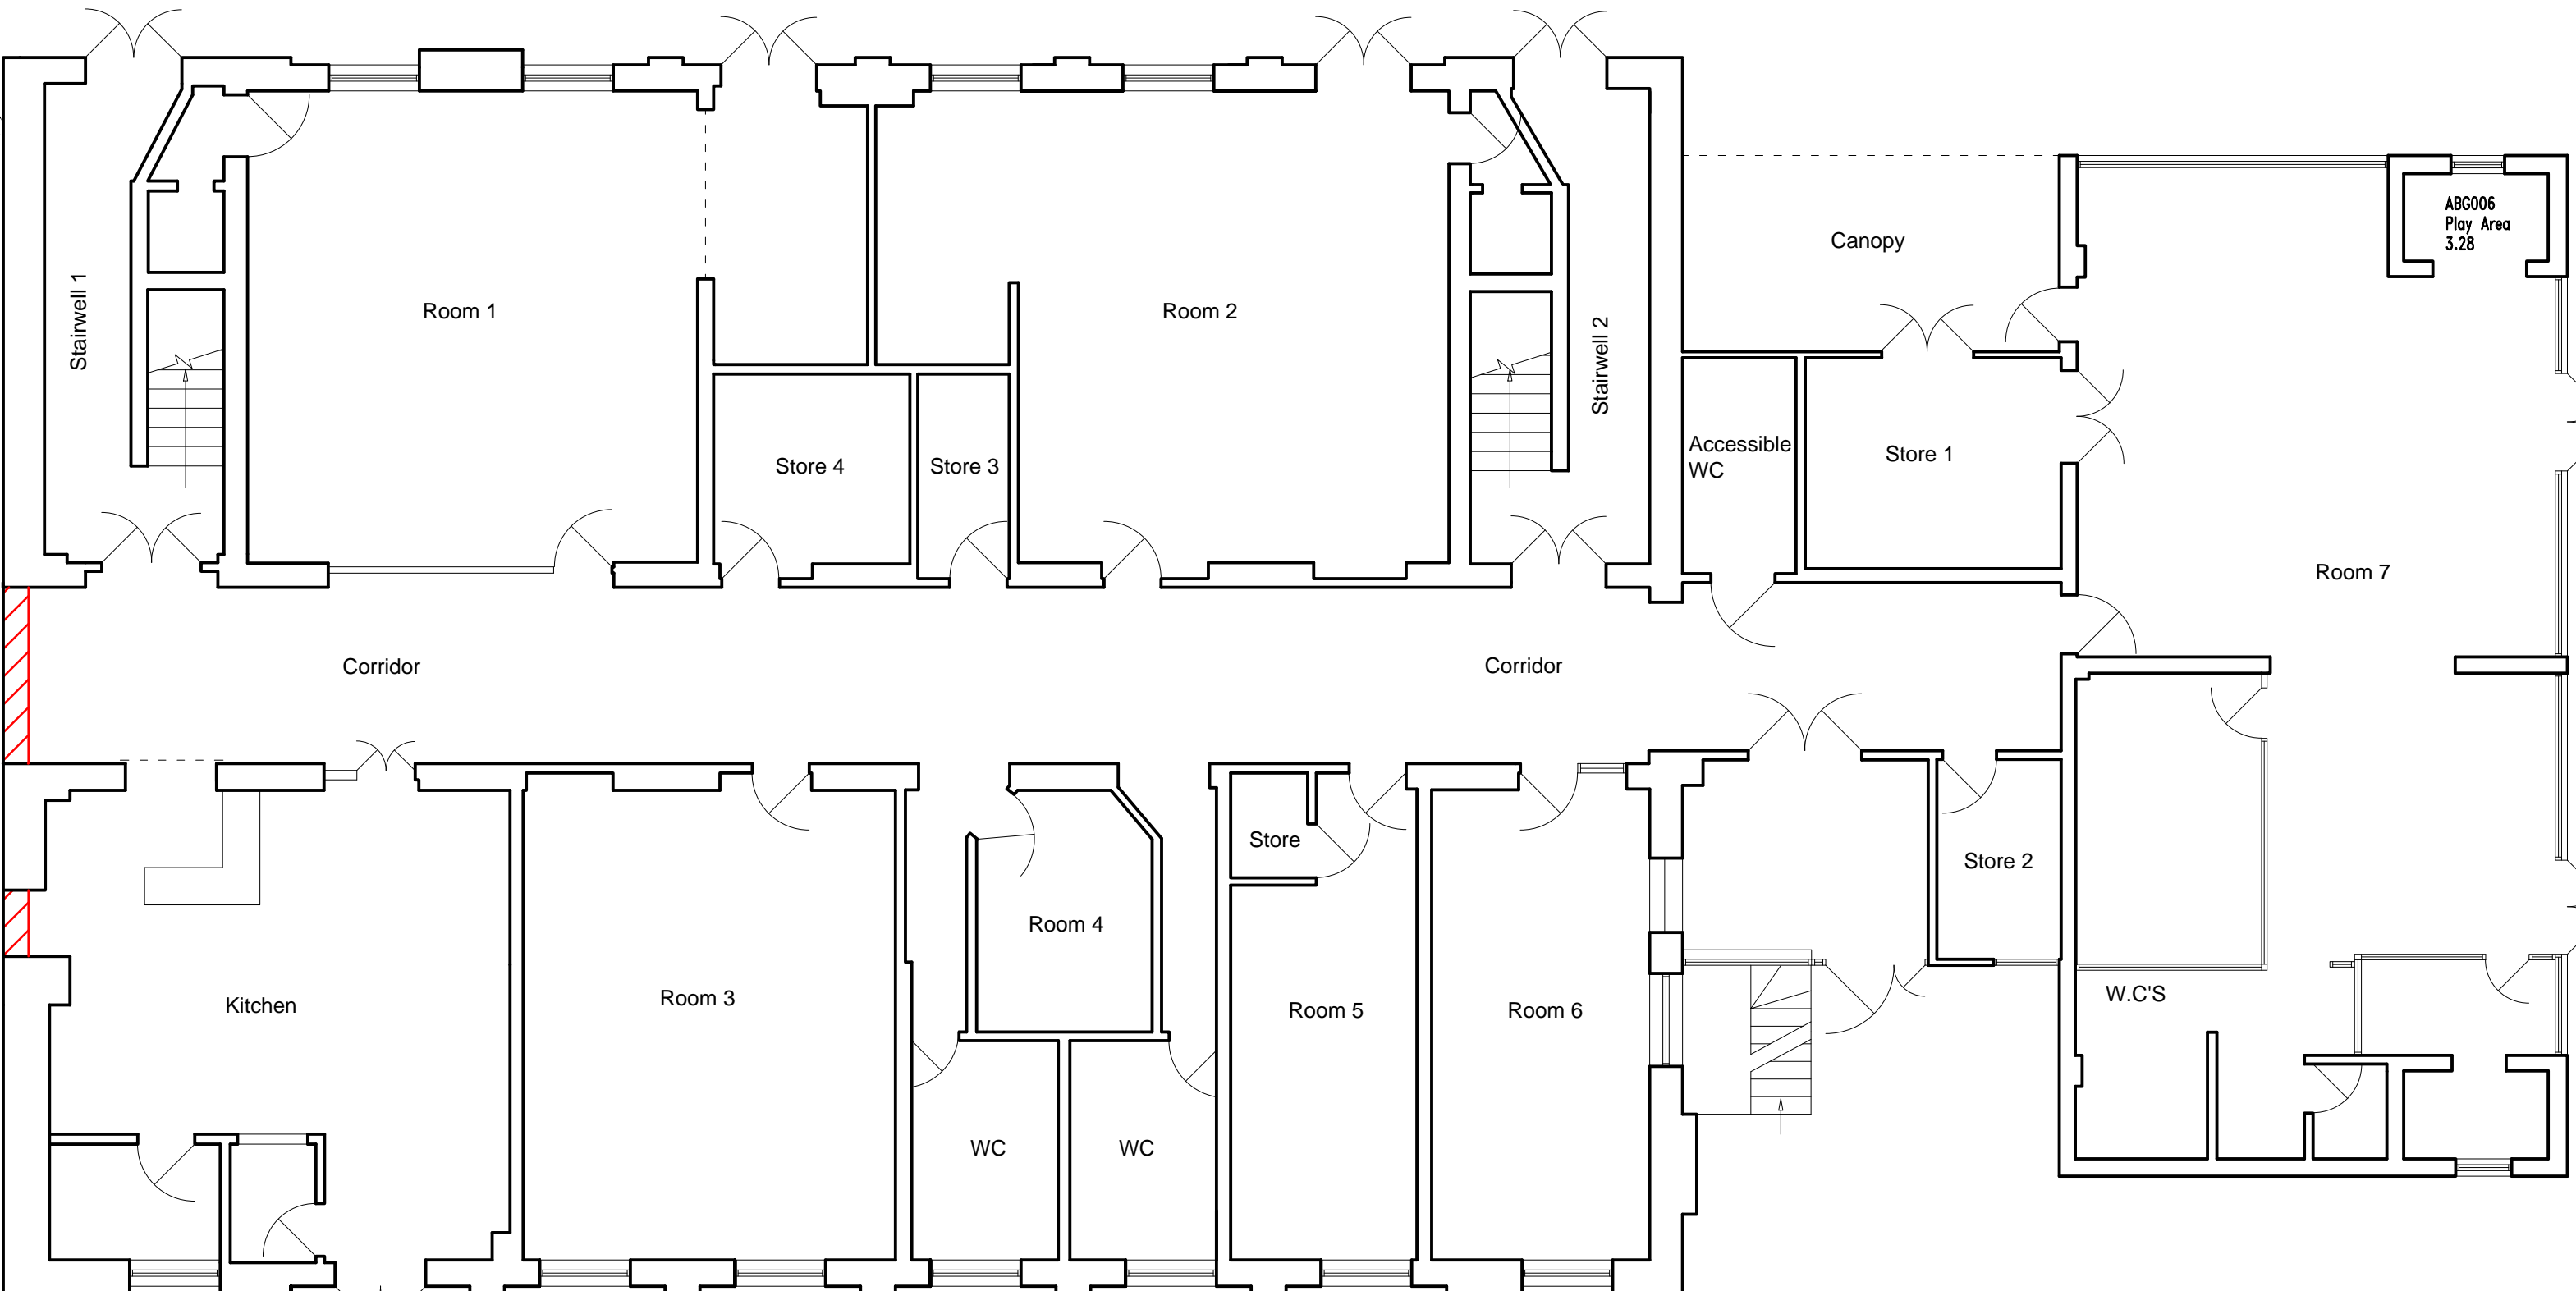 ABG006
Play Area
3.28
Canopy
Stairwell 1
Room 1
Room 2
Stairwell 2
Accessible
WC
Store 1
Store 4
Store 3
Room 7
Corridor
Corridor
Store
Store 2
Room 4
Kitchen
Room 3
Room 5
Room 6
W.C'S
WC
WC